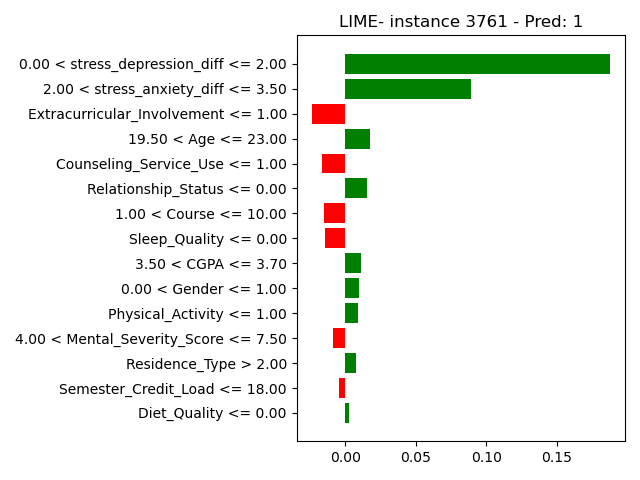 LIME- instance 3761 - Pred: 1
0.00 < stress_depression_diff <= 2.00
2.00 < stress_anxiety_diff <= 3.50
Extracurricular_Involvement <= 1.00
19.50 < Age <= 23.00
Counseling_Service_Use <= 1.00
Relationship_Status <= 0.00
1.00 < Course <= 10.00
Sleep_Quality <= 0.00
3.50 < CGPA <= 3.70
0.00 < Gender <= 1.00
Physical_Activity <= 1.00
4.00 < Mental_Severity_Score <= 7.50
Residence_Type > 2.00
Semester_Credit_Load <= 18.00
Diet_Quality <= 0.00
0.00 0.05 0.10 0.15